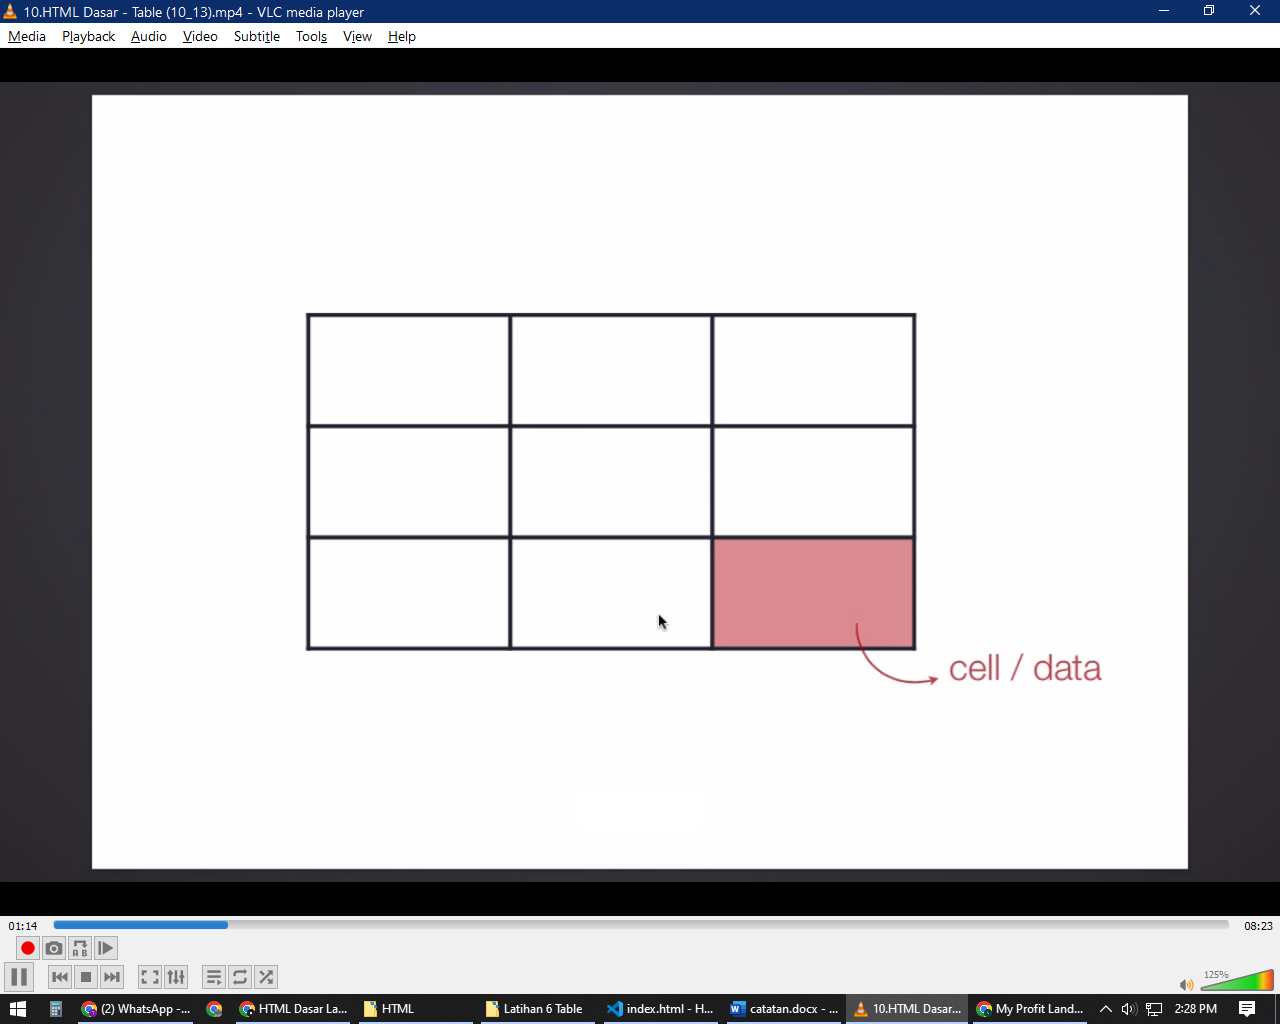 10.HTML Dasar - Table (10_13).mp4 - VLC media player
Media Playback Audio Video Subtitle Tools View Help
cell / data
01:14
08:23
A B
125%
(2) WhatsApp -...
HTML Dasar La...
HTML
Latihan 6 Table
index.html - H...
catatan.docx - ...
10.HTML Dasar...
My Profit Land...
2:28 PM